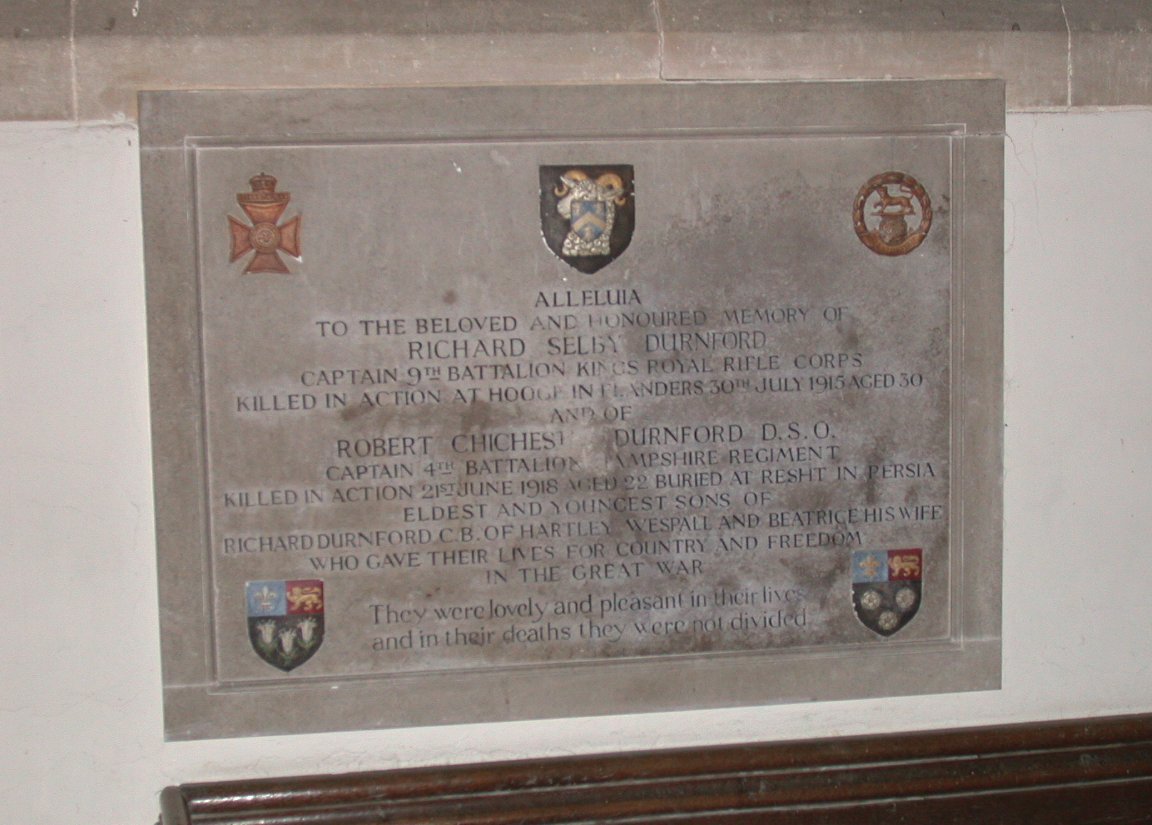 ALLELUIA
TO THE BELOVED AND HONOURED MEMORY OF
RICHARD SELBY DURNFORD
CAPTAIN 9TH BATTALION KINGS ROYAL RIFLE CORPS
KILLED IN ACTION AT HOOGE IN FLANDERS 30TH JULY 1915 AGED 30
AND OF
ROBERT CHICHEST DURNFORD D.S.O.
CAPTAIN 4TH BATTALION AMPSHIRE REGIMENT
KILLED IN ACTION 21ST JUNE 1918 AGED 22 BURIED AT RESHT IN PERSIA
ELDEST AND YOUNGEST SONS OF
RICHARD DURNFORD C.B. OF HARTLEY WESPALL AND BEATRICE HIS WIFE
WHO GAVE THEIR LIVES FOR COUNTRY AND FREEDOM
IN THE GREAT WAR
They were lovely and pleasant in their lives
and in their deaths they were not divided